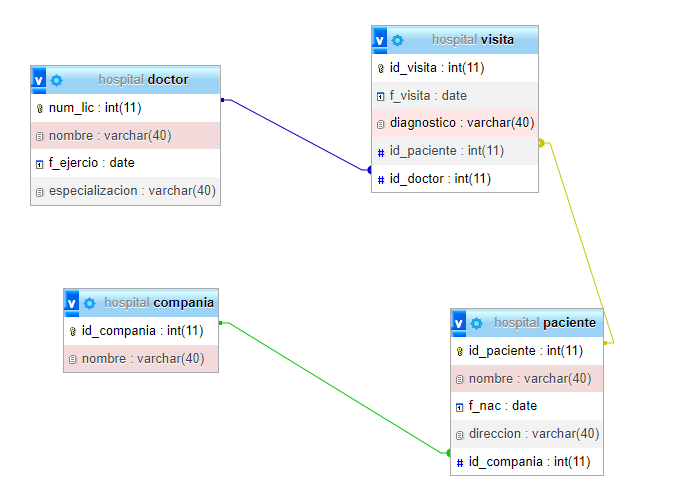 hospital doctor
num_lic : int(11)
nombre : varchar(40)
f_ejercio : date
especializacion : varchar(40)
hospital visita
id_visita : int(11)
f_visita : date
diagnostico : varchar(40)
id_paciente : int(11)
id_doctor : int(11)
hospital compania
id_compania : int(11)
nombre : varchar(40)
hospital paciente
id_paciente : int(11)
nombre : varchar(40)
f_nac : date
direccion : varchar(40)
id_compania : int(11)